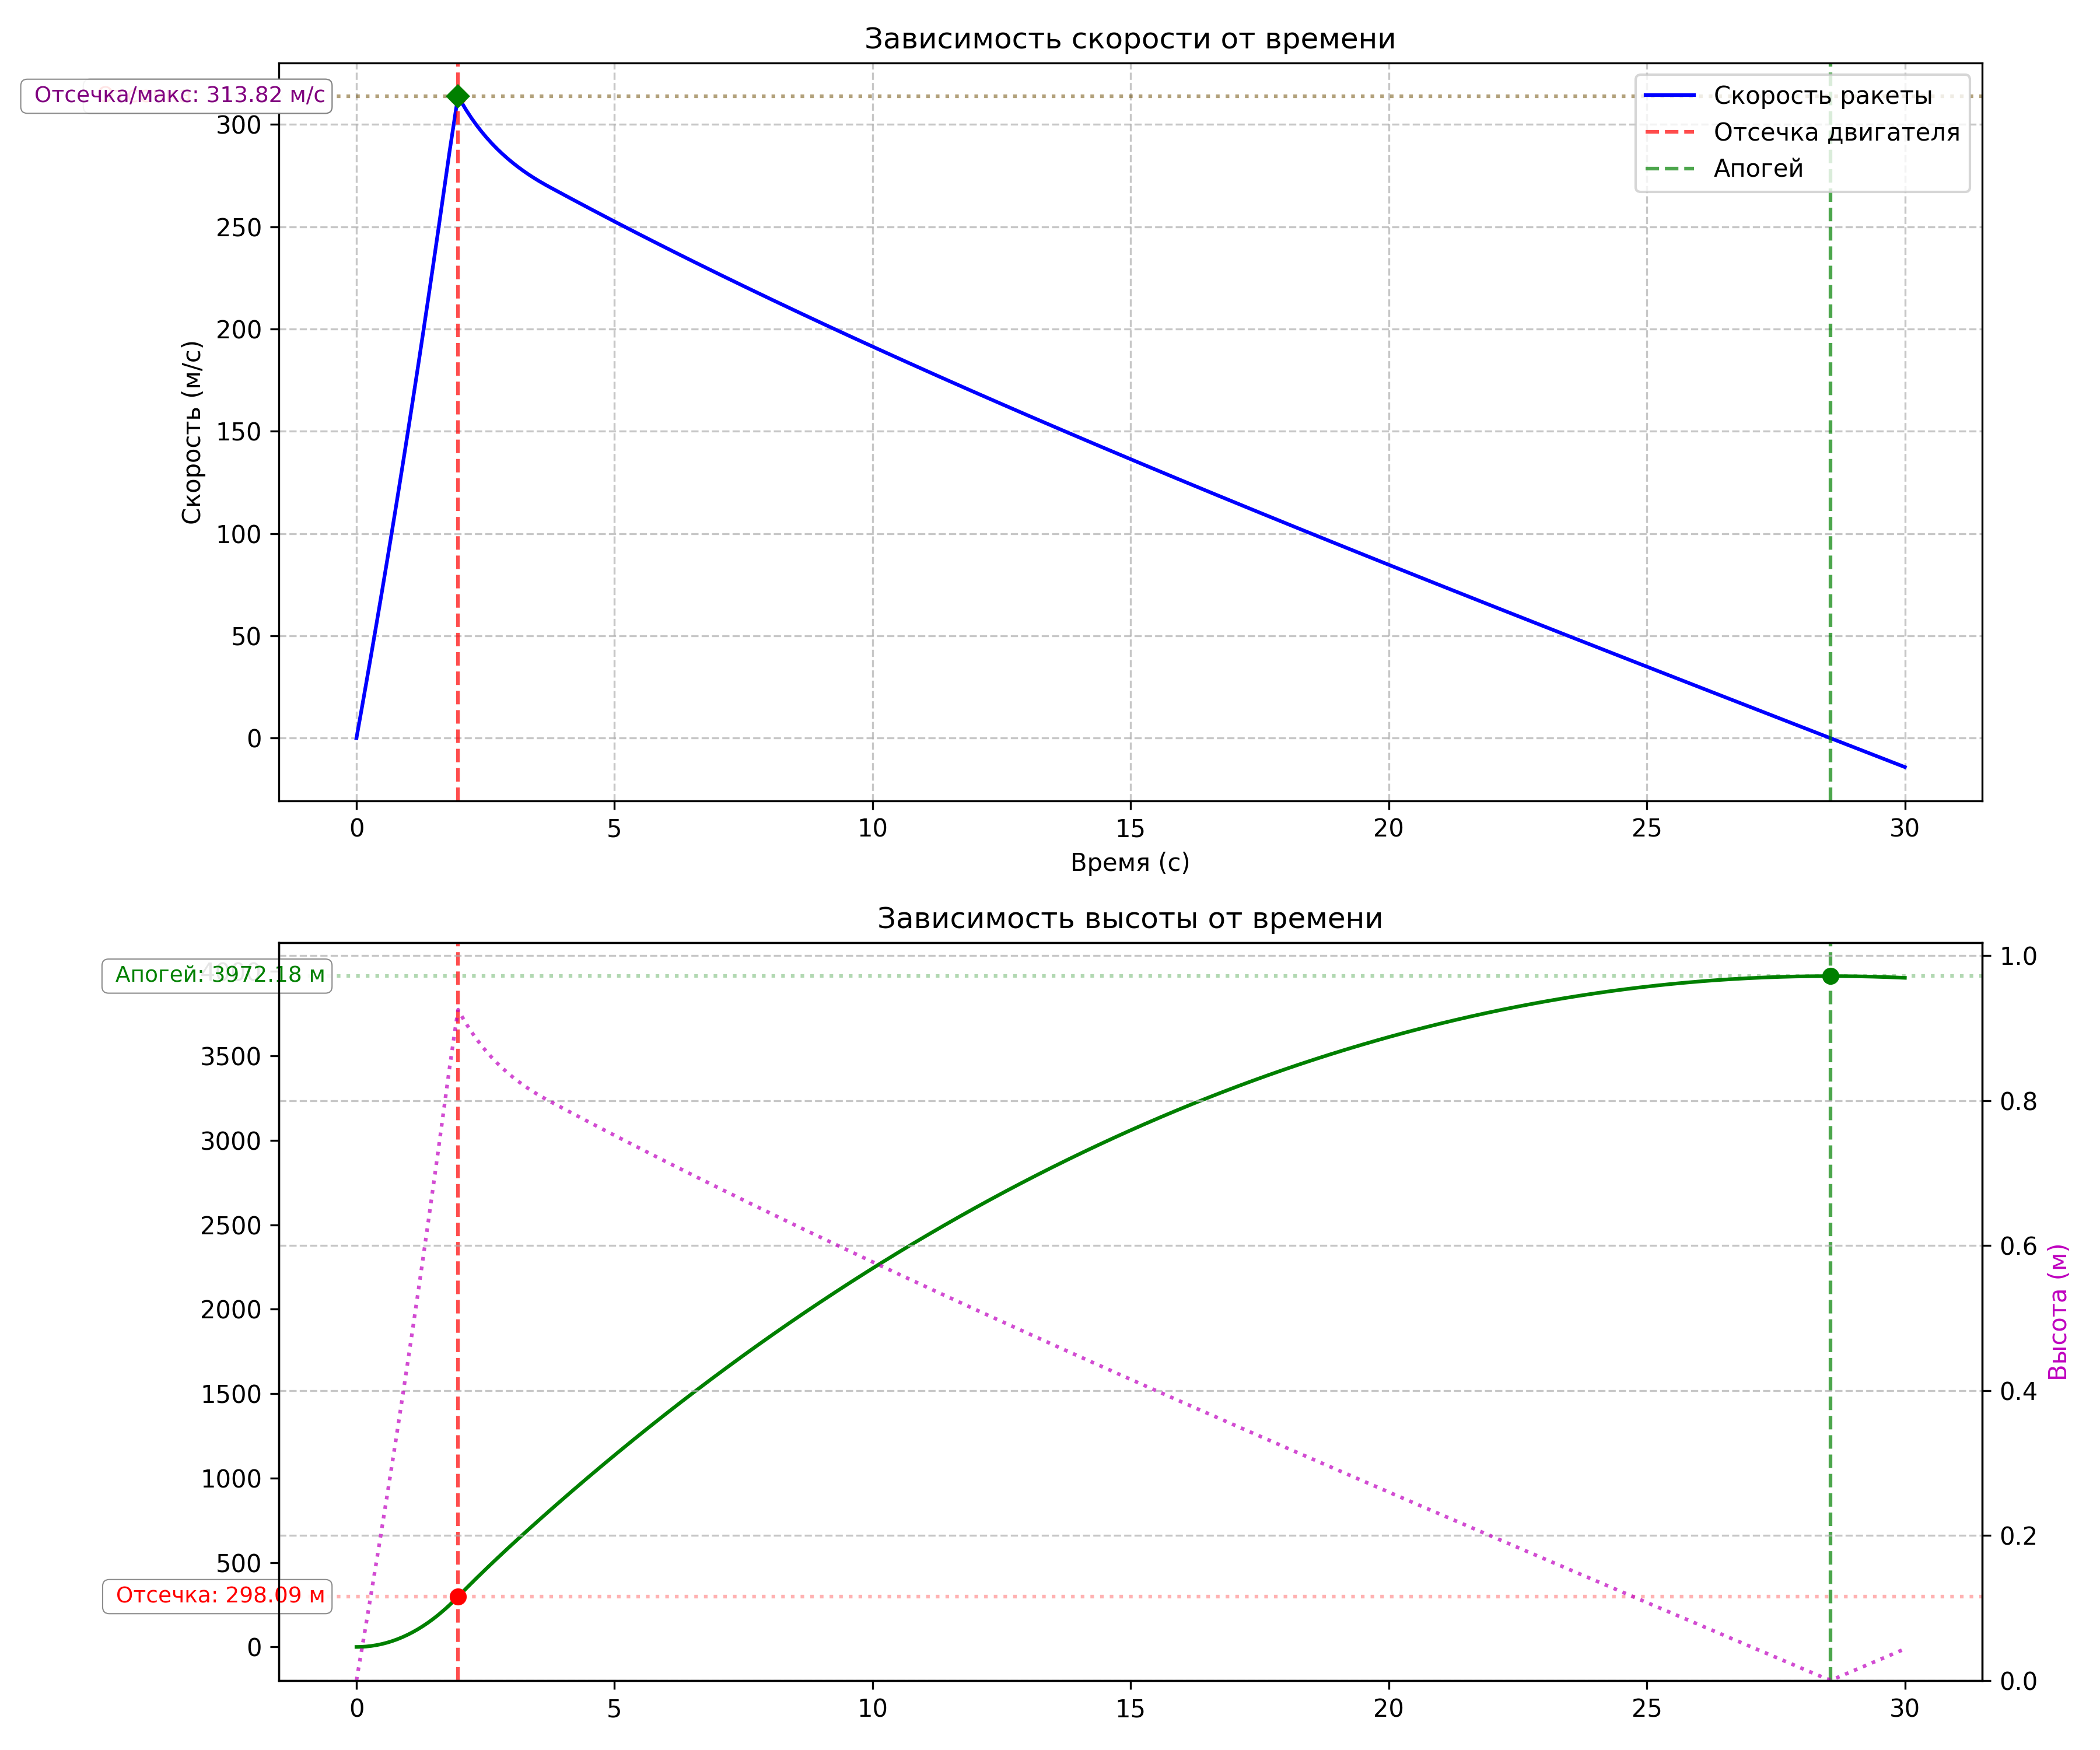 Зависимость скорости от времени
Отсечка/макс: 313.82 м/с
Скорость ракеты
Отсечка двигателя
Апогей
300
250
200
150
100
50
0
Скорость (м/с)
0 5 10 15 20 25 30
Время (с)
Зависимость высоты от времени
Апогей: 3972.18 м
3500
3000
2500
2000
1500
1000
500
0
Отсечка: 298.09 м
1.0
0.8
0.6
0.4
0.2
0.0
Высота (м)
0 5 10 15 20 25 30